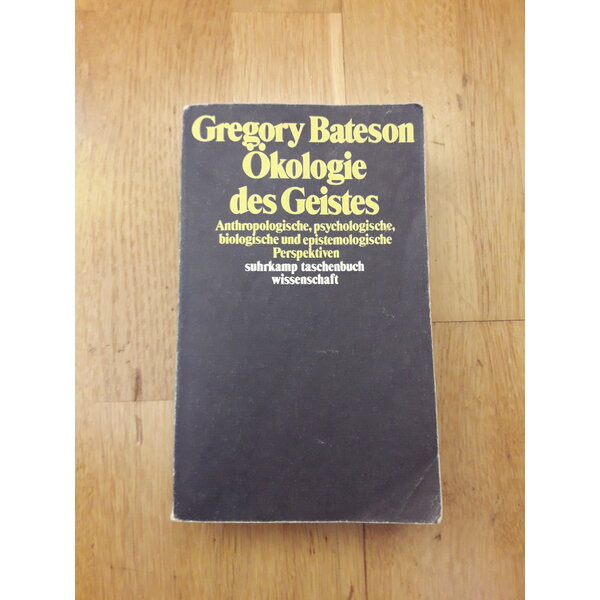 Gregory Bateson
Ökologie
des Geistes
Anthropologische, psychologische,
biologische und epistemologische
Perspektiven
suhrkamp taschenbuch
wissenschaft